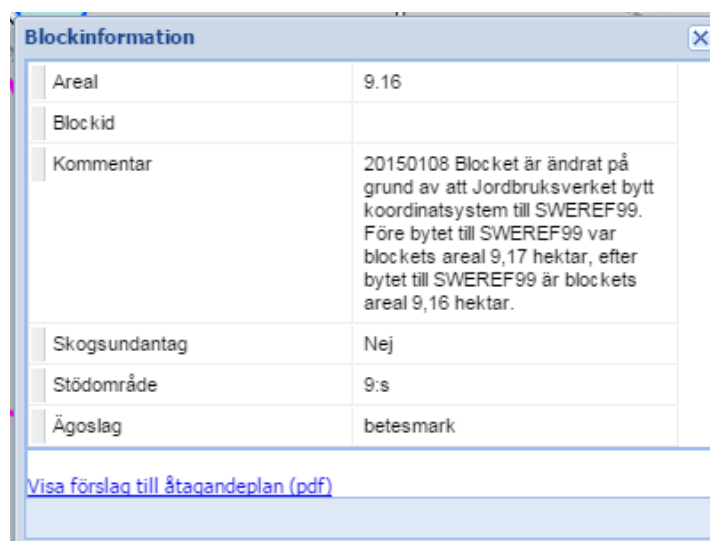 Blockinformation
Areal 9.16
Blockid
Kommentar 20150108 Blocket är ändrat på
grund av att Jordbruksverket bytt
koordinatsystem till SWEREF99.
Före bytet till SWEREF99 var
blockets areal 9,17 hektar, efter
bytet till SWEREF99 är blockets
areal 9,16 hektar.
Skogsundantag Nej
Stödområde 9:s
Ägoslag betesmark
Visa förslag till åtagandeplan (pdf)